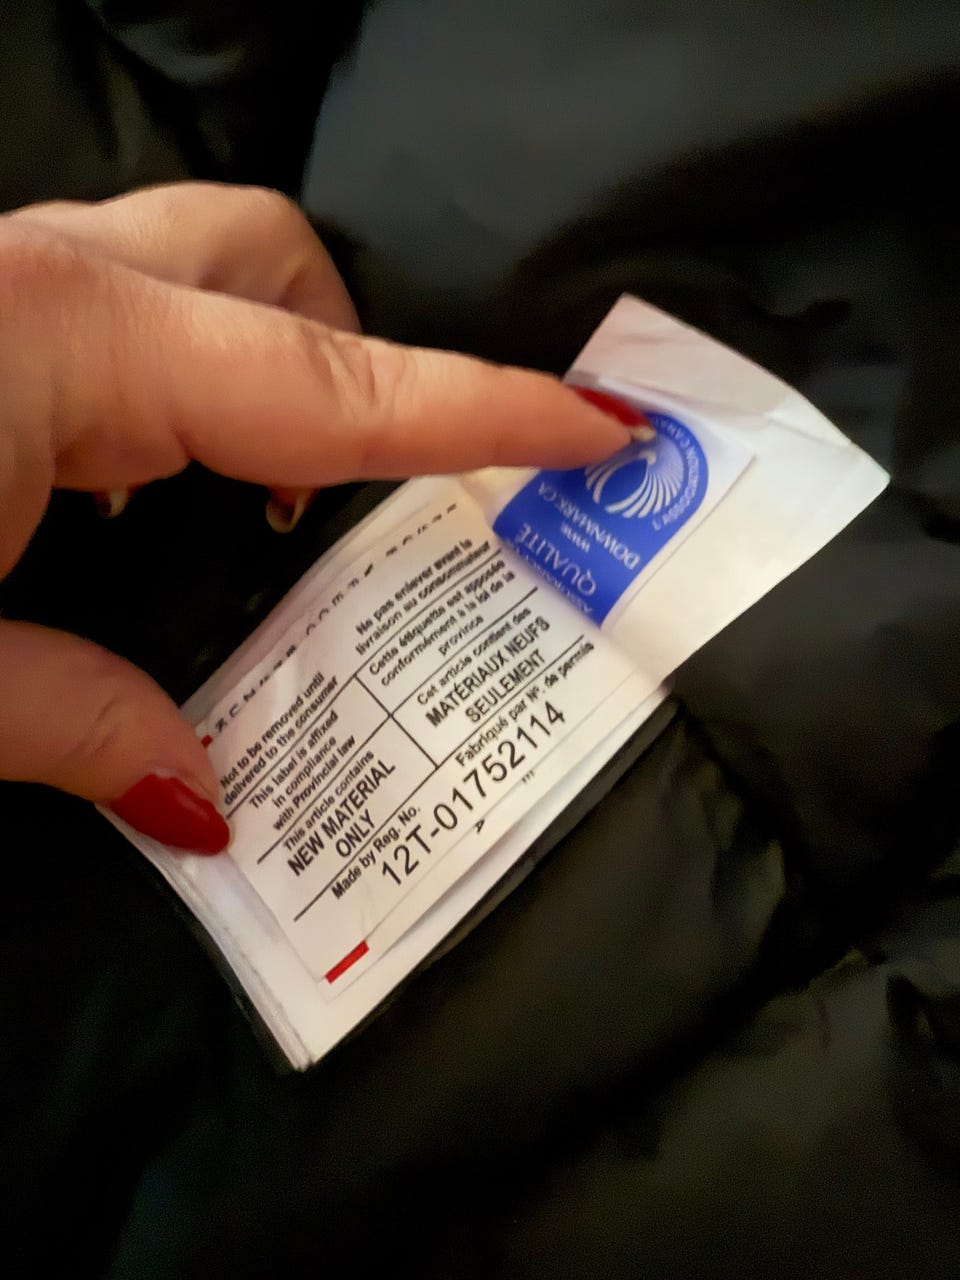 Not to be removed until
delivered to the consumer
Ne pas enlever avant la
livraison au consommateur
This label is affixed
in compliance
with Provincial law
Cette étiquette est apposée
conformément à la loi de la
province
This article contains
NEW MATERIAL
ONLY
Cet article contient des
MATÉRIAUX NEUFS
SEULEMENT
Made by Reg. No.
Fabriqué par Nº. de permis
12T-01752114
L'ASSOCIATION
WWW.
DOWNMARK.CA
QUALITÉ